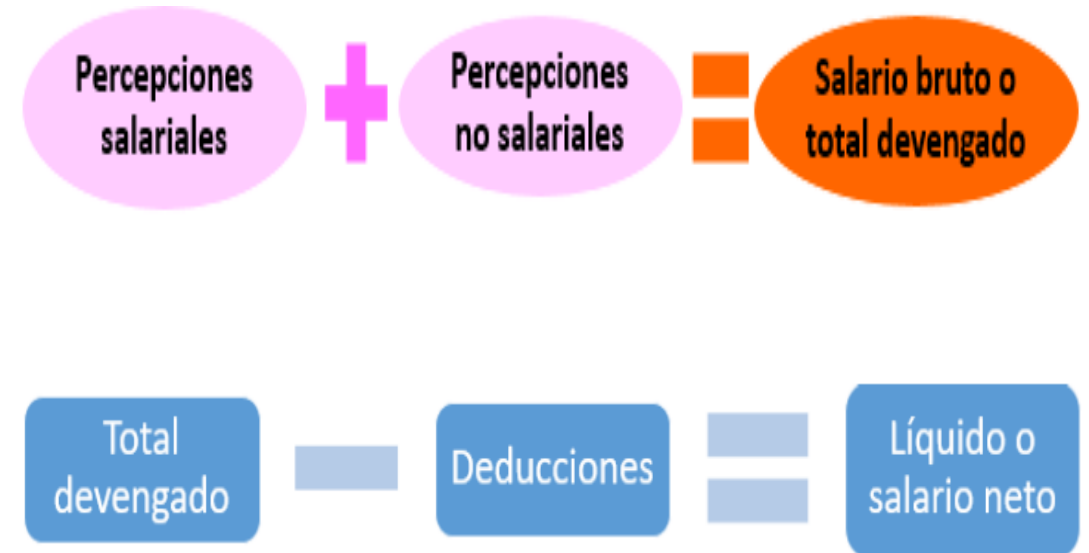 Percepciones
salariales
Percepciones
no salariales
Salario bruto o
total devengado
Total
devengado
Deducciones
Líquido o
salario neto